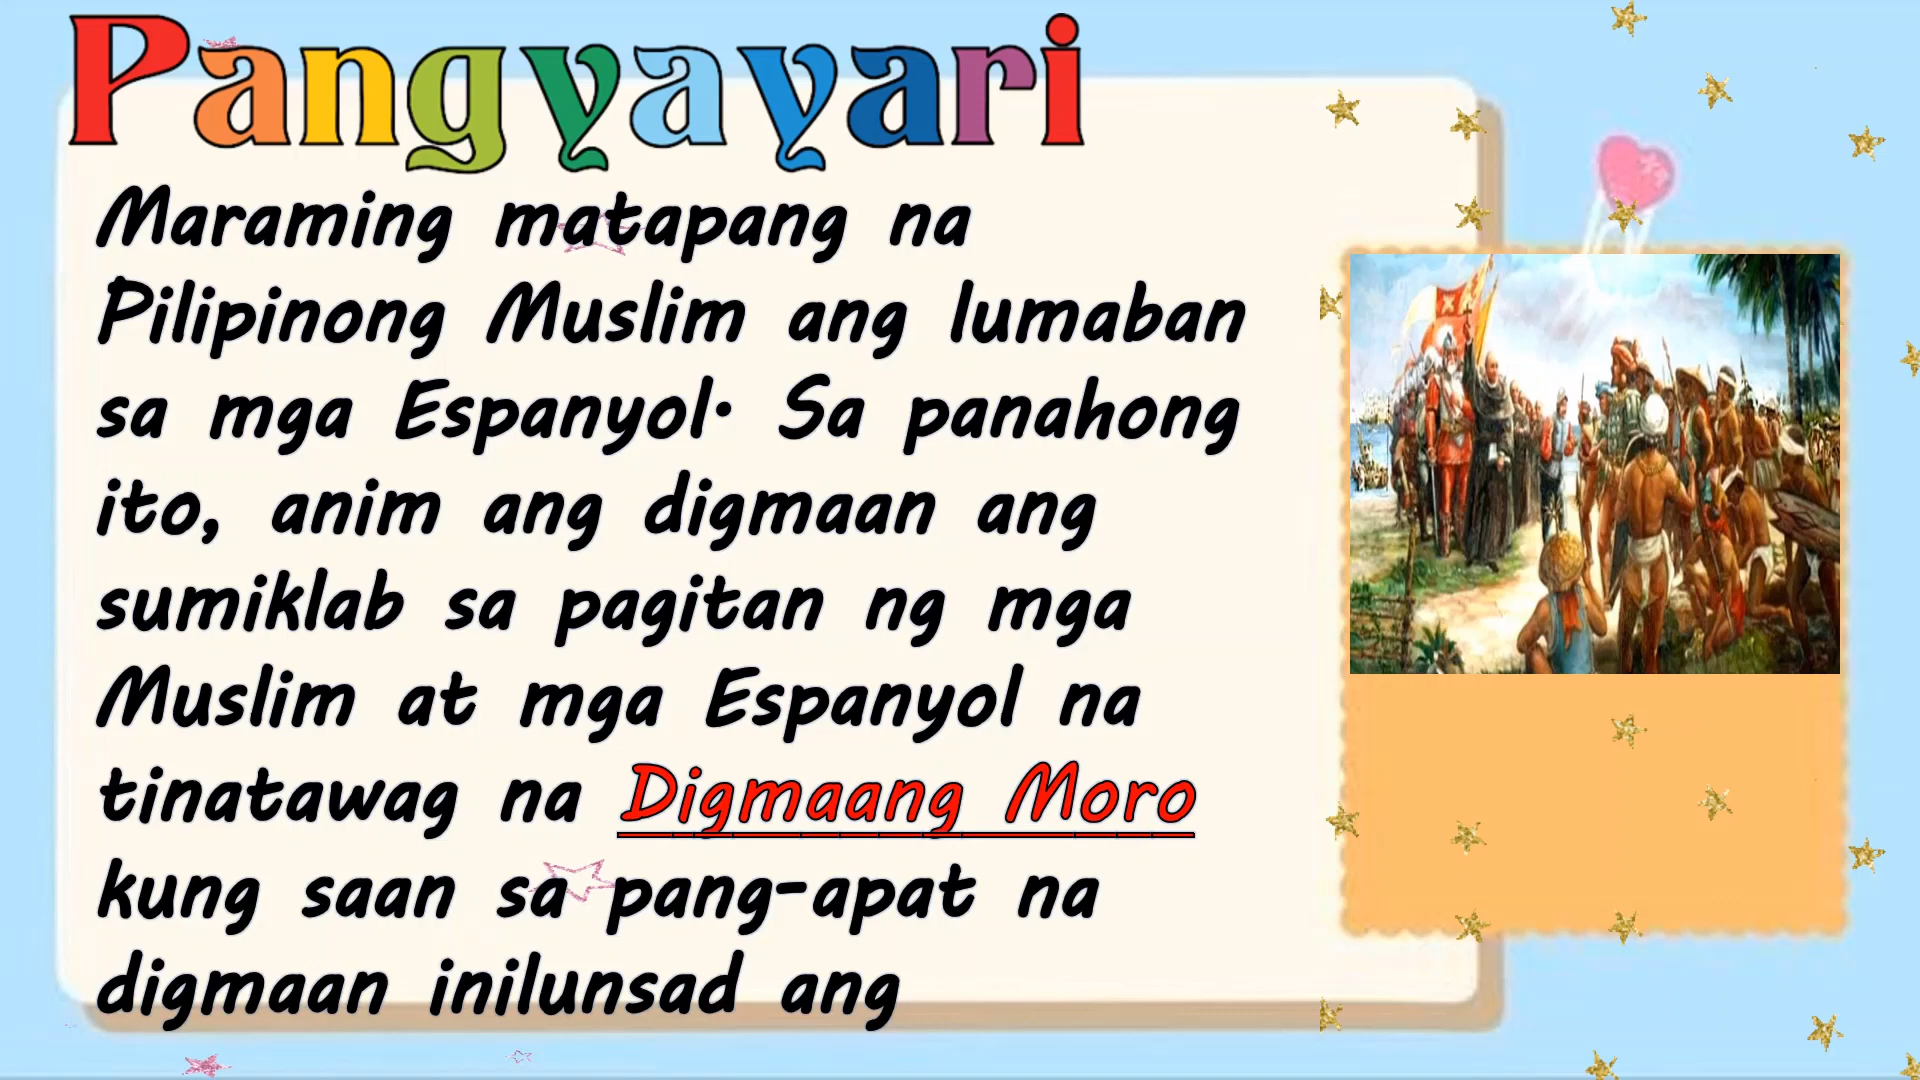 Pangyayari
Maraming matapang na
Pilipinong Muslim ang lumaban
sa mga Espanyol. Sa panahong
ito, anim ang digmaan ang
sumiklab sa pagitan ng mga
Muslim at mga Espanyol na
tinatawag na Digmaang Moro
kung saan sa pang-apat na
digmaan inilunsad ang